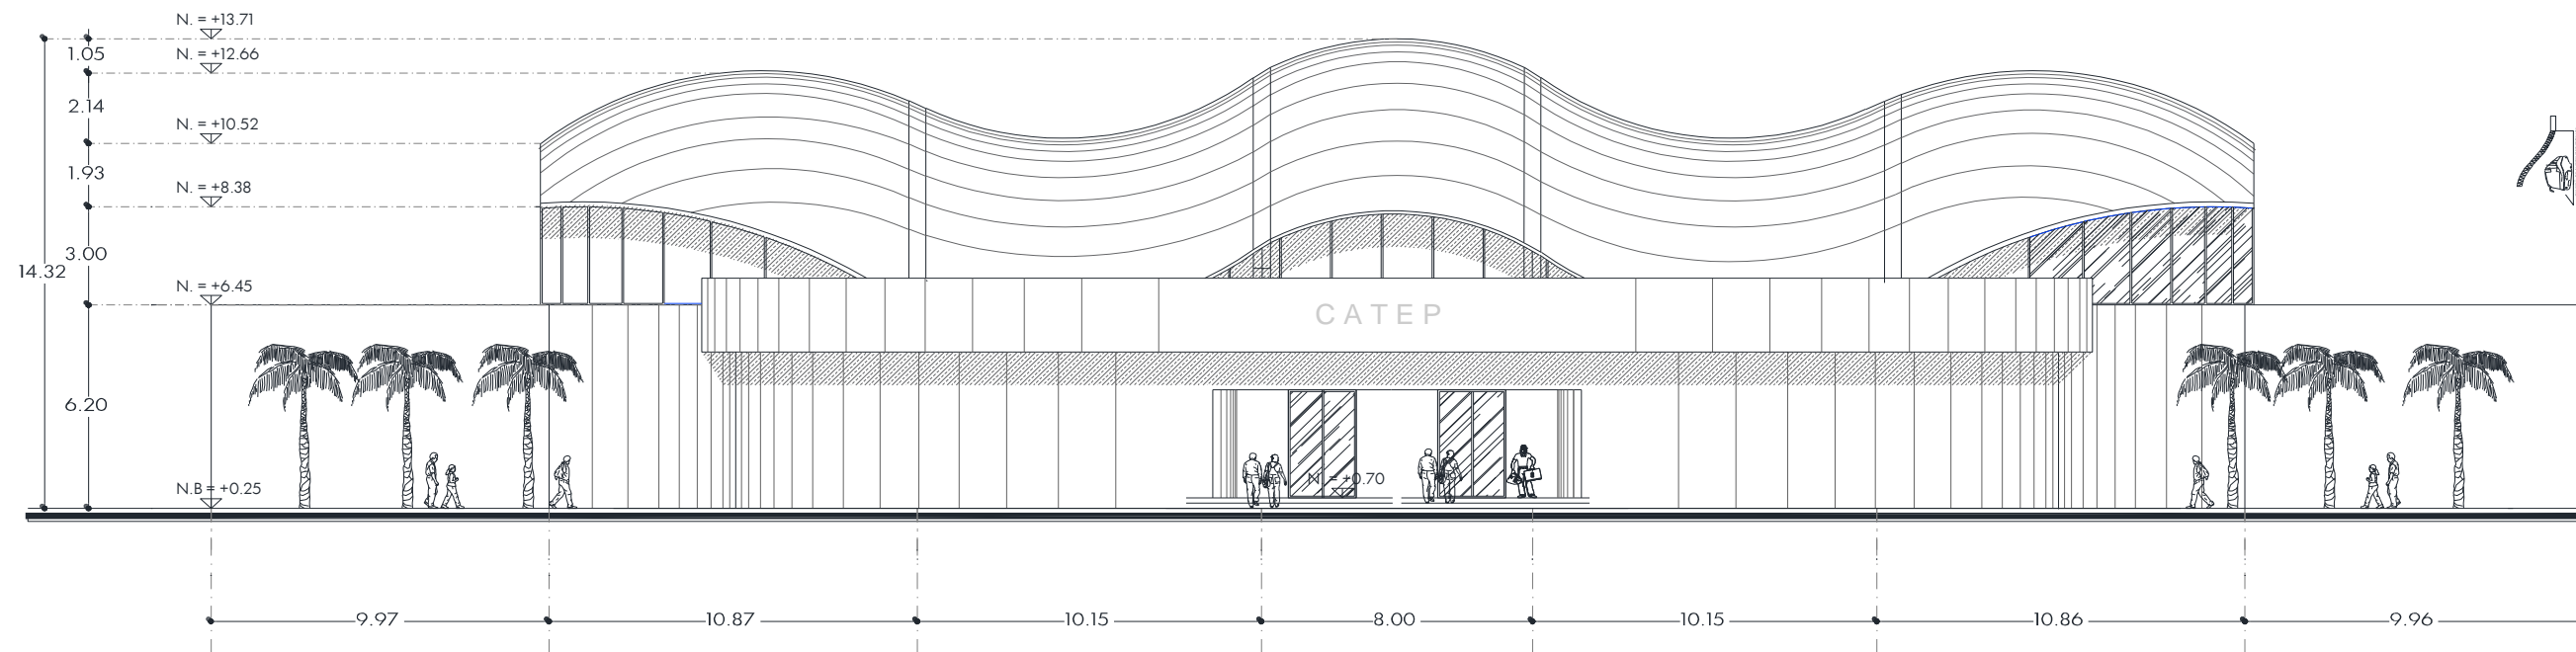 N. = +13.71
1.05
N. = +12.66
2.14
N. = +10.52
1.93
N. = +8.38
3.00
14.32
N. = +6.45
CATEP
6.20
N.B = +0.25
N. = +0.70
9.97
10.87
10.15
8.00
10.15
10.86
9.96